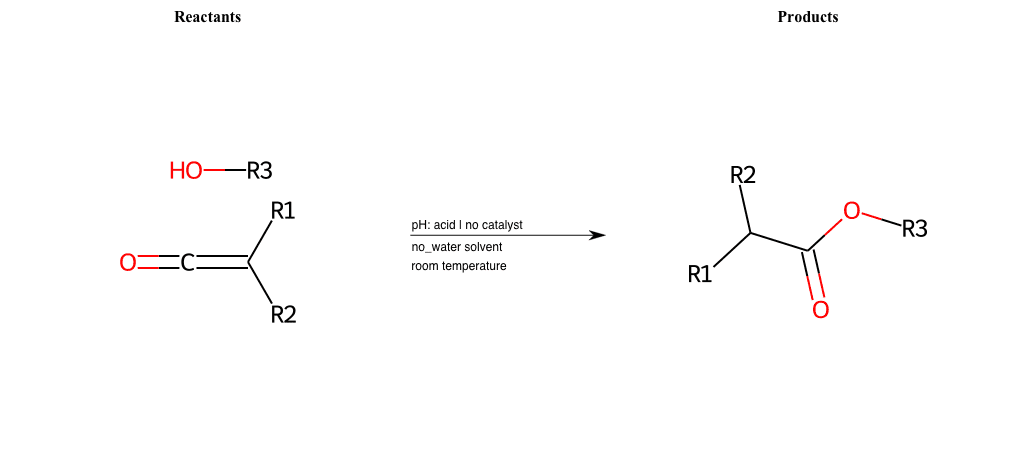 Reactants
Products
HO R3
R1
O C
R2
pH: acid | no catalyst
no_water solvent
room temperature
R2
O
R3
R1
O